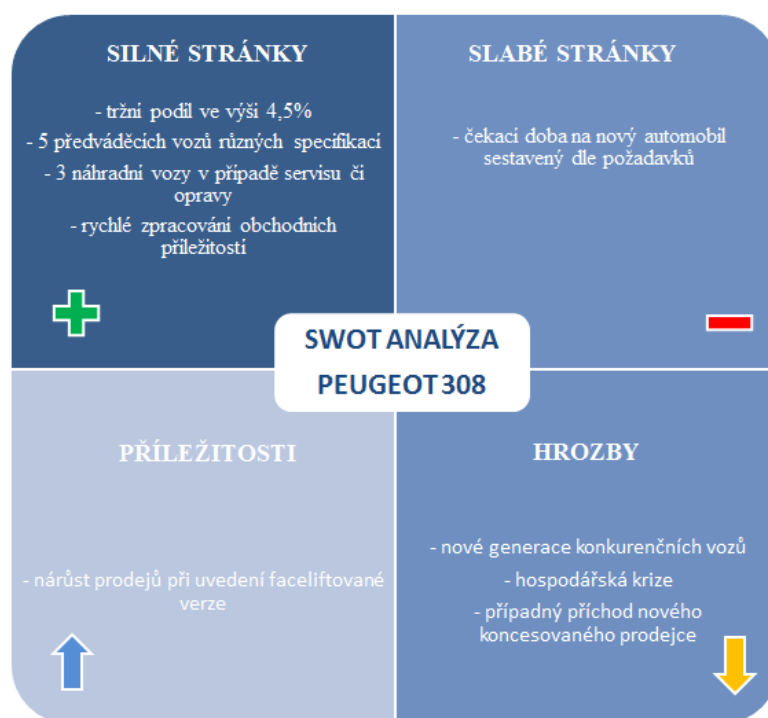 SILNÉ STRÁNKY
- tržní podíl ve výši 4,5%
- 5 předváděcích vozů různých specifikací
- 3 náhradní vozy v případě servisu či
opravy
- rychlé zpracování obchodních
příležitostí
SLABÉ STRÁNKY
- čekací doba na nový automobil
sestavený dle požadavků
SWOT ANALÝZA
PEUGEOT 308
PŘÍLEŽITOSTI
- nárůst prodejů při uvedení faceliftované
verze
HROZBY
- nové generace konkurenčních vozů
- hospodářská krize
- případný příchod nového
koncesovaného prodejce